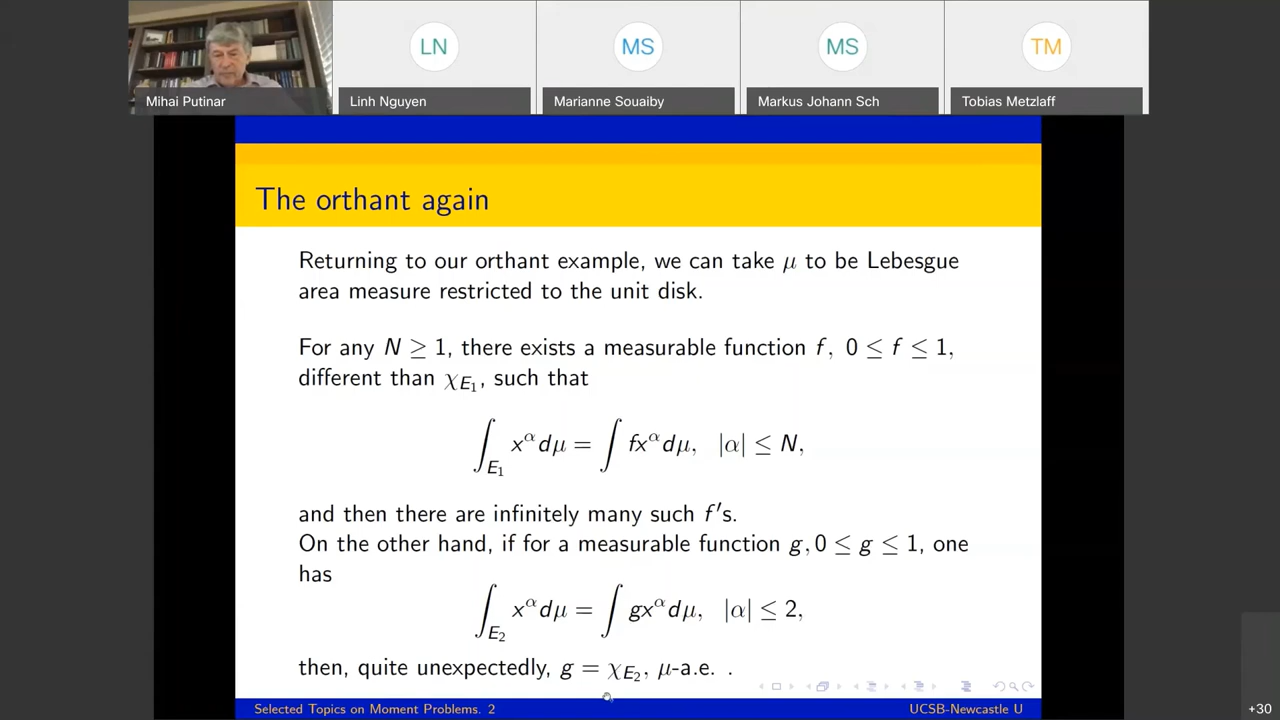 LN
MS
MS
TM
Mihai Putinar
Linh Nguyen
Marianne Souaiby
Markus Johann Sch
Tobias Metzlaff
The orthant again
Returning to our orthant example, we can take μ to be Lebesgue
area measure restricted to the unit disk.
For any N ≥ 1, there exists a measurable function f, 0 ≤ f ≤ 1,
different than χ_{E_1}, such that
∫_{E_1} x^α dμ = ∫ f x^α dμ, |α| ≤ N,
and then there are infinitely many such f's.
On the other hand, if for a measurable function g, 0 ≤ g ≤ 1, one
has
∫_{E_2} x^α dμ = ∫ g x^α dμ, |α| ≤ 2,
then, quite unexpectedly, g = χ_{E_2}, μ-a.e. .
Selected Topics on Moment Problems. 2
UCSB-Newcastle U
+30